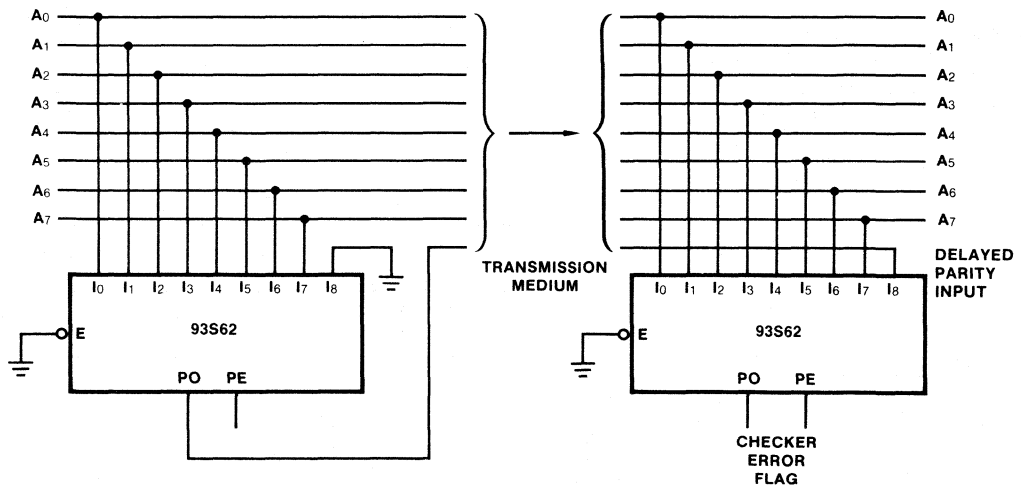 A0
A1
A2
A3
A4
A5
A6
A7
I0 I1 I2 I3 I4 I5 I6 I7 I8
E
93S62
PO PE
TRANSMISSION
MEDIUM
A0
A1
A2
A3
A4
A5
A6
A7
DELAYED
PARITY
INPUT
I0 I1 I2 I3 I4 I5 I6 I7 I8
E
93S62
PO PE
CHECKER
ERROR
FLAG